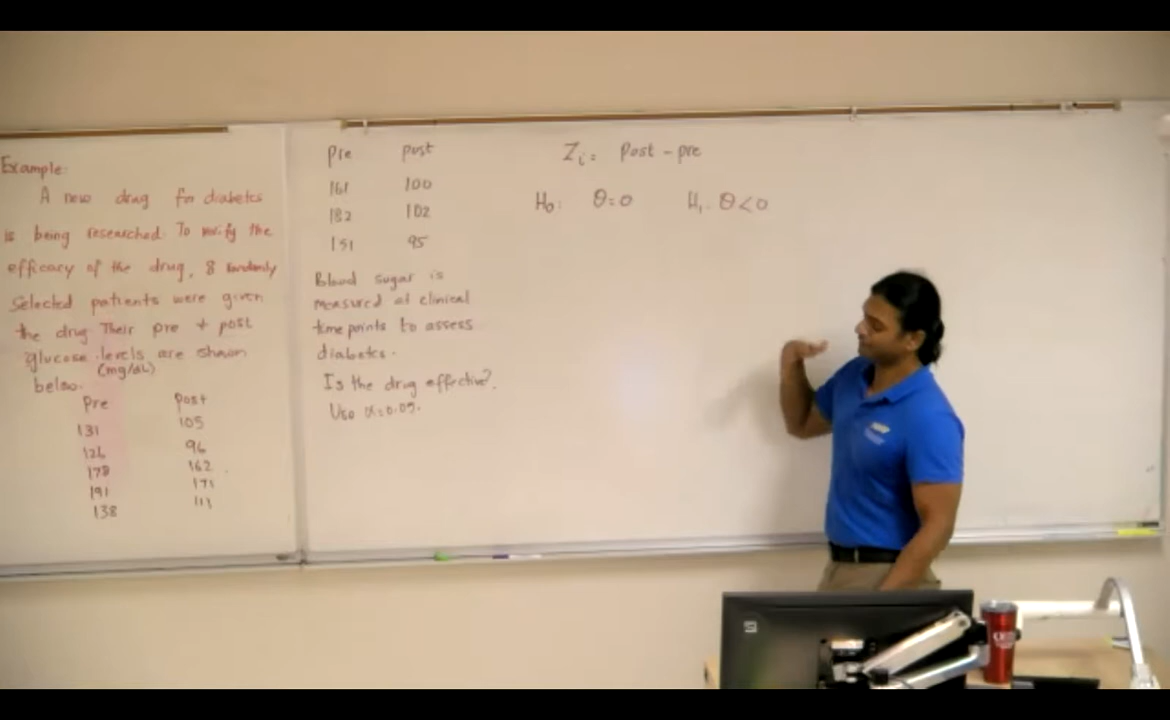 Example:
A new drug for diabetes
is being researched. To verify the
efficacy of the drug, 8 randomly
selected patients were given
the drug. Their pre + post
glucose levels are shown
(mg/dL)
below.
Pre Post
131 105
126 96
178 162
191 171
138 111
Pre Post
161 100
182 102
151 95
Blood sugar is
measured at clinical
time points to assess
diabetes.
Is the drug effective?
Use α=0.05.
Zi = Post - pre
H0: θ=0 H1: θ<0